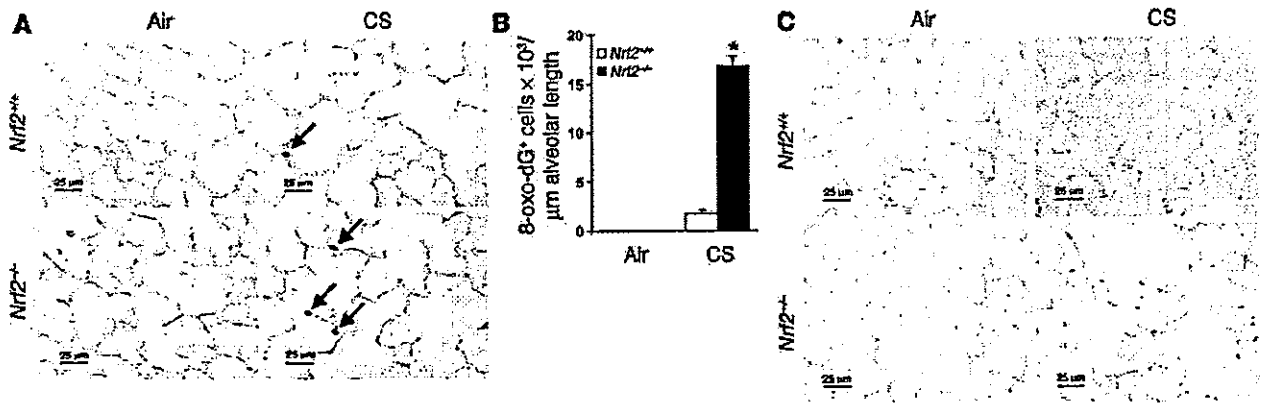 A
Air
CS
Nrf2+/+
Nrf2-/-
25 μm
25 μm
25 μm
25 μm
B
8-oxo-dG⁺ cells × 10³/
μm alveolar length
20
15
10
5
0
Nrf2+/+
Nrf2-/-
*
Air
CS
C
Air
CS
Nrf2+/+
Nrf2-/-
25 μm
25 μm
25 μm
25 μm